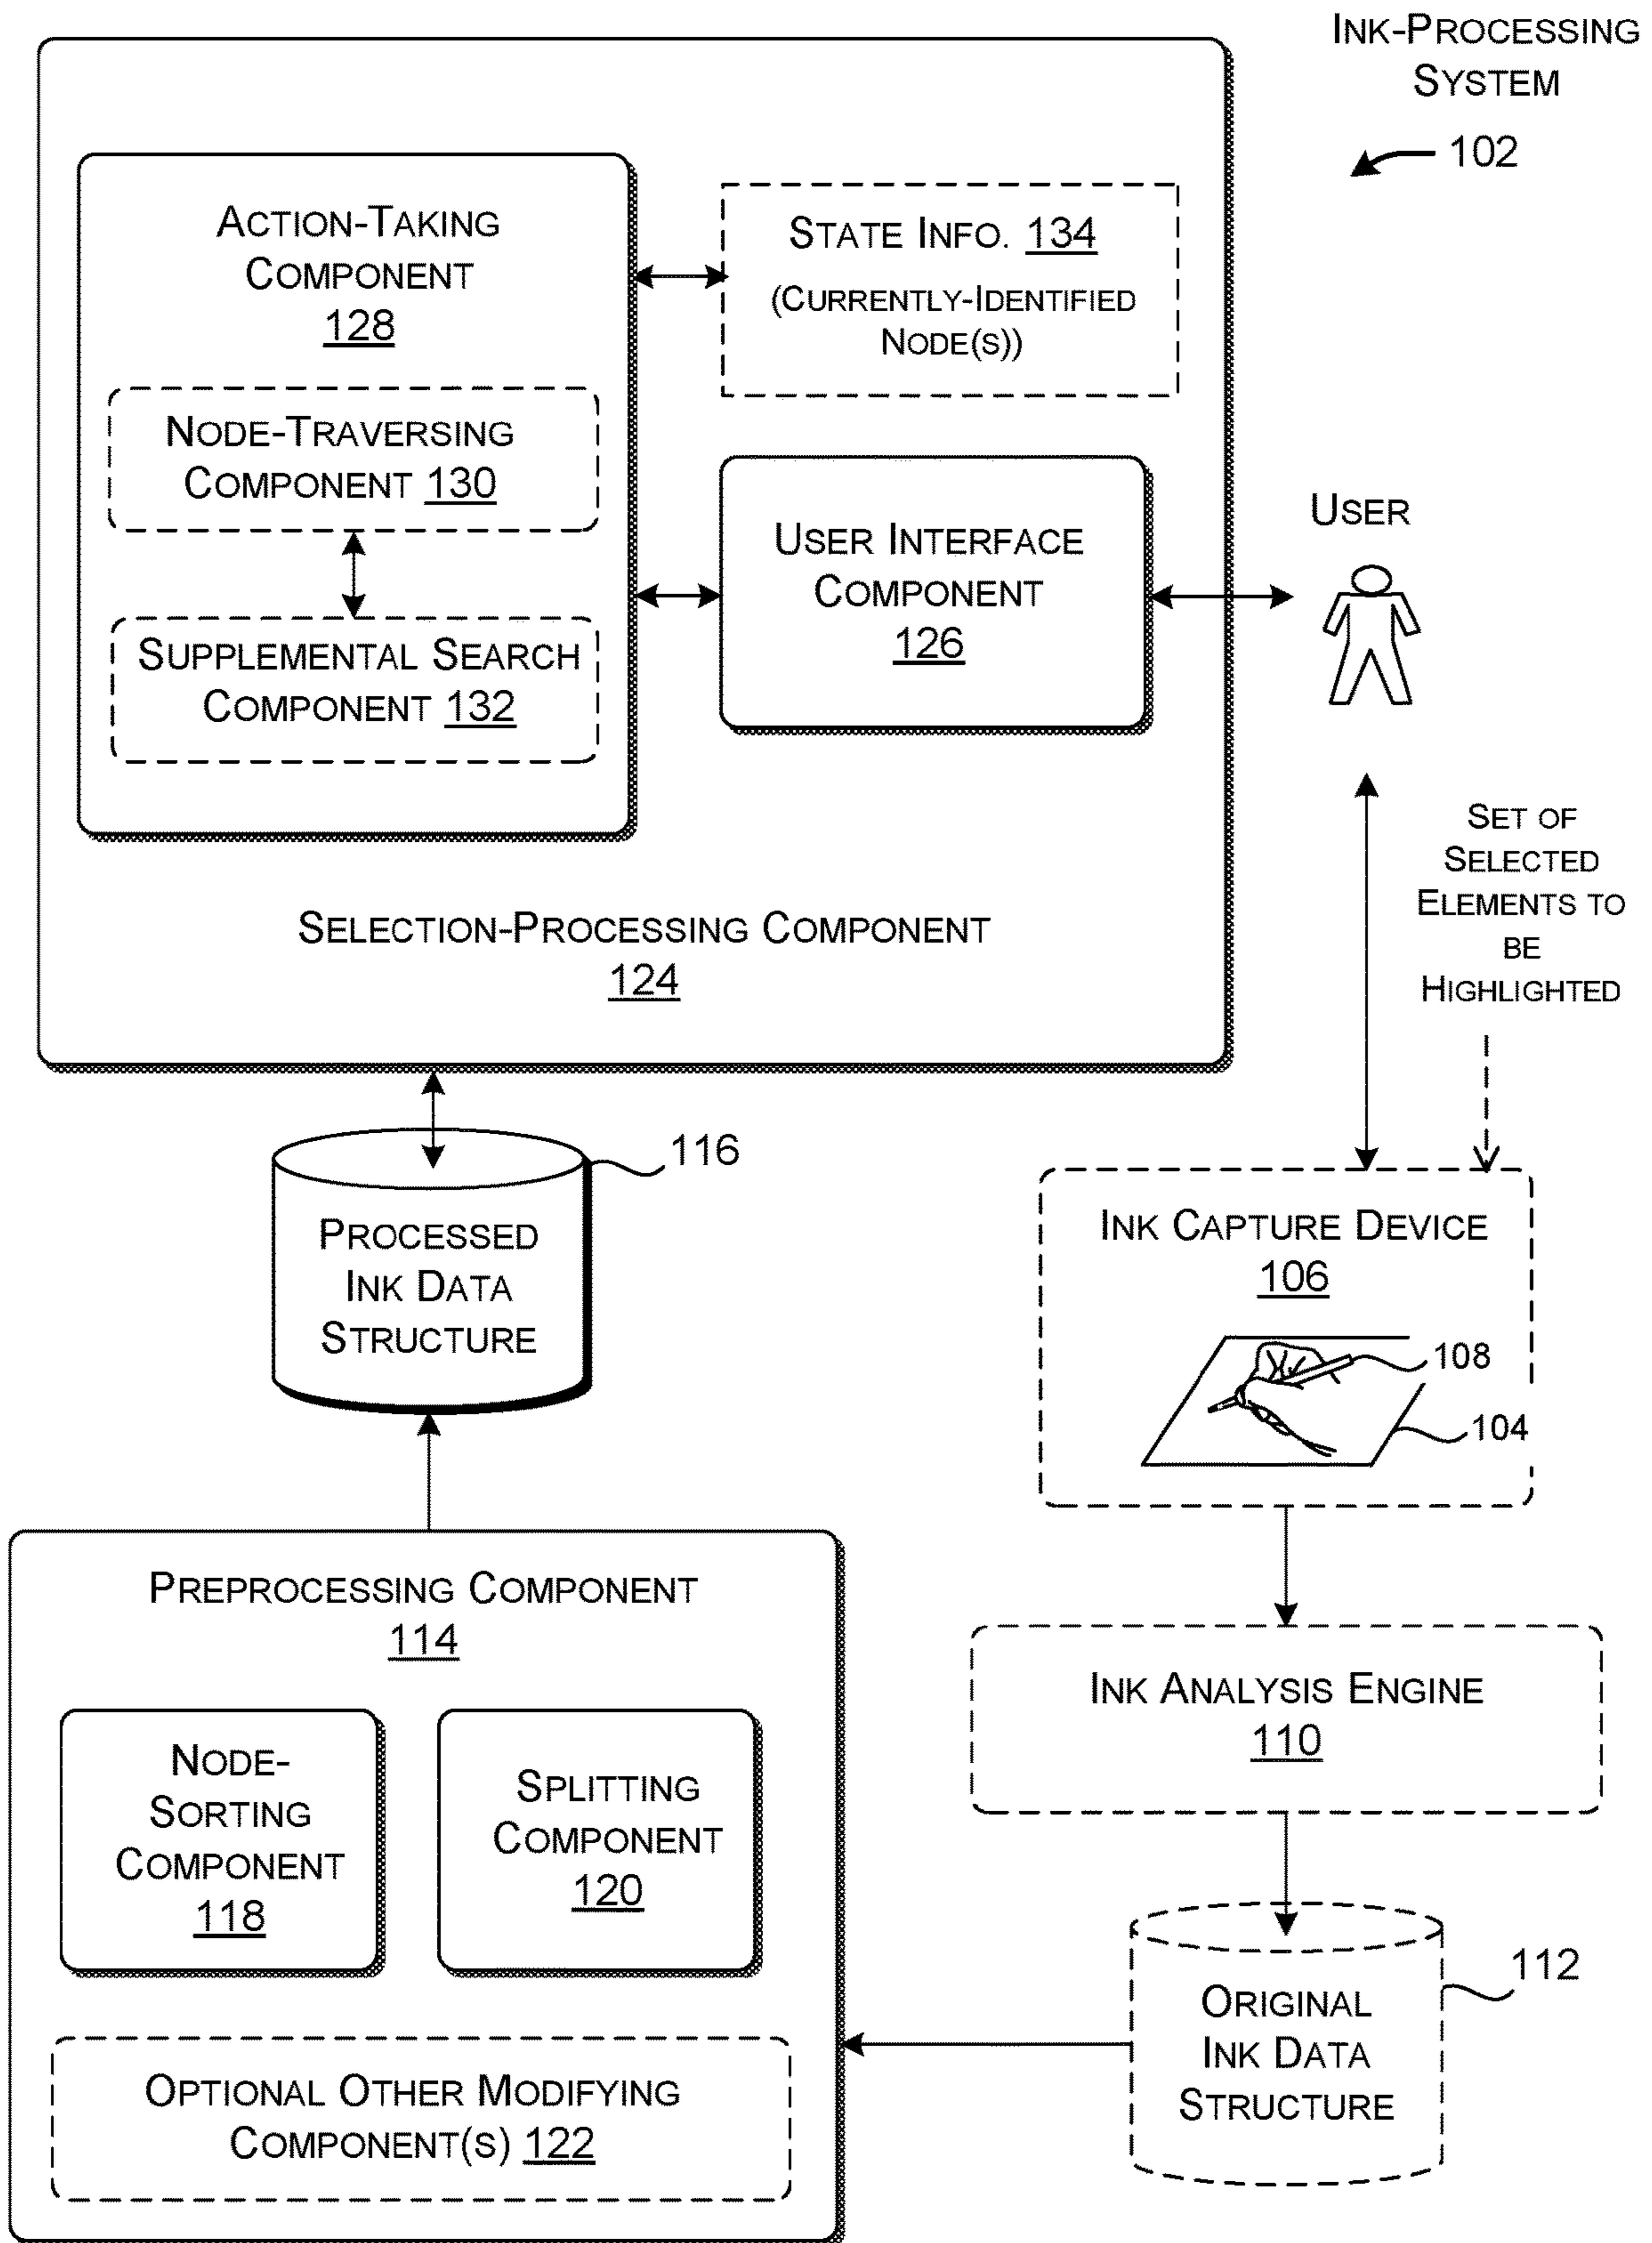 INK-PROCESSING
SYSTEM
102
ACTION-TAKING
COMPONENT
128
STATE INFO. 134
(CURRENTLY-IDENTIFIED
NODE(S))
NODE-TRAVERSING
COMPONENT 130
SUPPLEMENTAL SEARCH
COMPONENT 132
USER INTERFACE
COMPONENT
126
USER
SELECTION-PROCESSING COMPONENT
124
SET OF
SELECTED
ELEMENTS TO
BE
HIGHLIGHTED
116
PROCESSED
INK DATA
STRUCTURE
INK CAPTURE DEVICE
106
108
104
PREPROCESSING COMPONENT
114
NODE-
SORTING
COMPONENT
118
SPLITTING
COMPONENT
120
OPTIONAL OTHER MODIFYING
COMPONENT(S) 122
INK ANALYSIS ENGINE
110
112
ORIGINAL
INK DATA
STRUCTURE